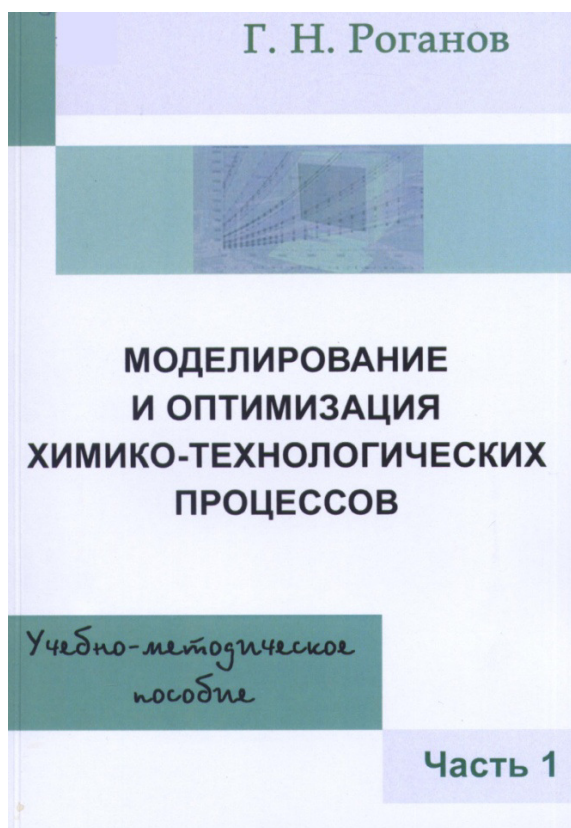 Г. Н. Роганов
МОДЕЛИРОВАНИЕ
И ОПТИМИЗАЦИЯ
ХИМИКО-ТЕХНОЛОГИЧЕСКИХ
ПРОЦЕССОВ
Учебно-методическое
пособие
Часть 1